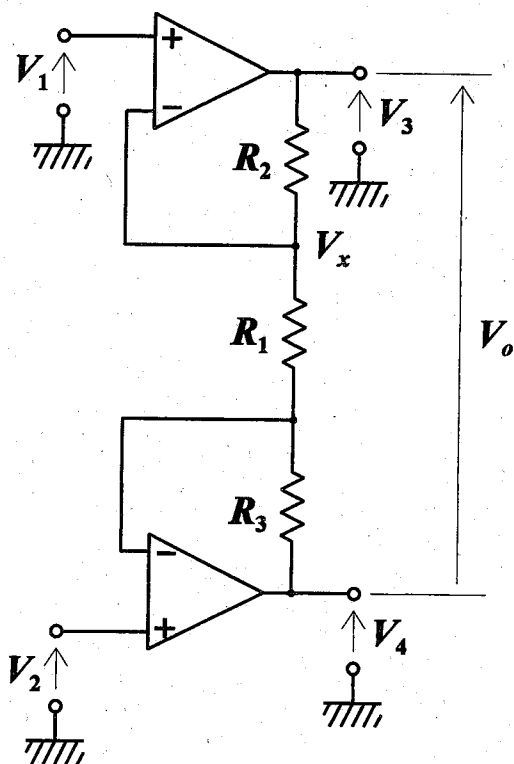 +
V₁
−
V₃
R₂
Vₓ
R₁
Vₒ
R₃
−
+
V₄
V₂